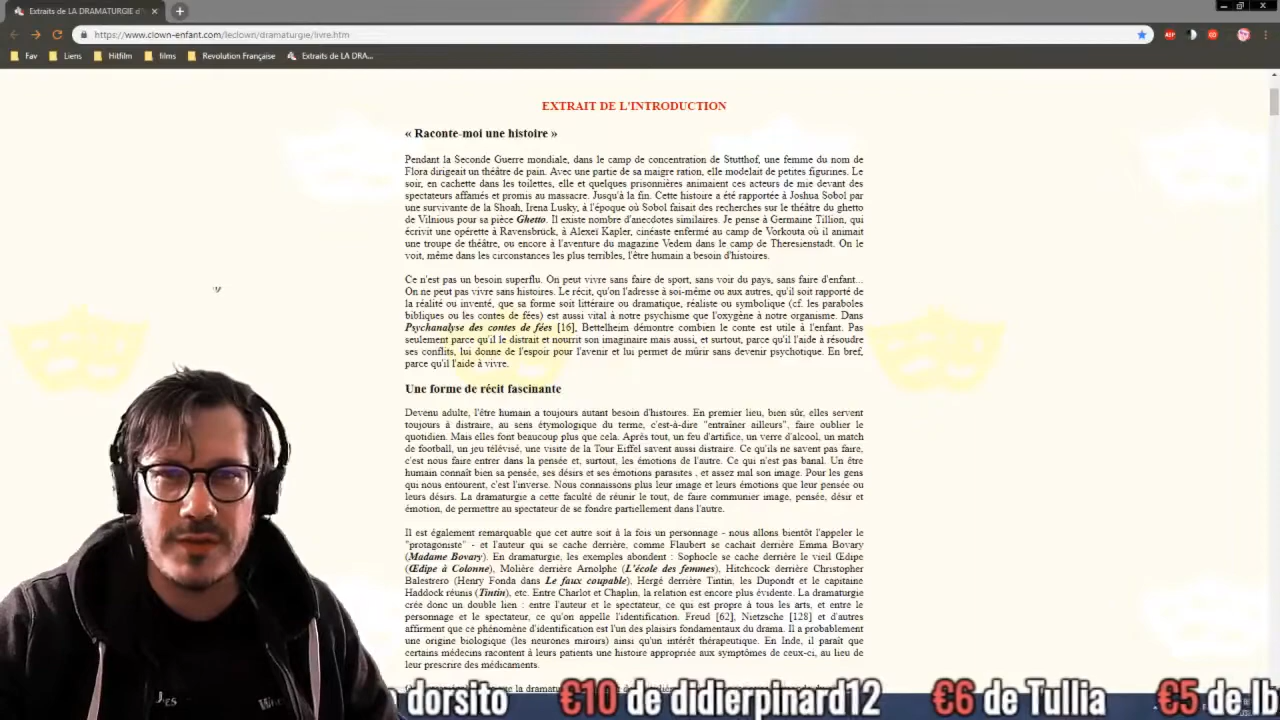 Extraits de LA DRAMATURGIE d
https://www.clown-enfant.com/leclown/dramaturgie/livre.htm
Fav Liens Hitfilm films Revolution Française Extraits de LA DRA...
EXTRAIT DE L'INTRODUCTION
« Raconte-moi une histoire »
Pendant la Seconde Guerre mondiale, dans le camp de concentration de Stutthof, une femme du nom de
Flora dirigeait un théâtre de pain. Avec une partie de sa maigre ration, elle modelait de petites figurines. Le
soir, en cachette dans les toilettes, elle et quelques prisonnières animaient ces acteurs de mie devant des
spectateurs affamés et promis au massacre. Jusqu'à la fin. Cette histoire a été rapportée à Joshua Sobol par
une survivante de la Shoah, Irena Lusky, à l'époque où Sobol faisait des recherches sur le théâtre du ghetto
de Vilnious pour sa pièce Ghetto. Il existe nombre d'anecdotes similaires. Je pense à Germaine Tillion, qui
écrivit une opérette à Ravensbruck, à Alexeï Kapler, cinéaste enfermé au camp de Vorkouta où il animait
une troupe de théâtre, ou encore à l'aventure du magazine Vedem dans le camp de Theresienstadt. On le
voit, même dans les circonstances les plus terribles, l'être humain a besoin d'histoires.
Ce n'est pas un besoin superflu. On peut vivre sans faire de sport, sans voir du pays, sans faire d'enfant...
On ne peut pas vivre sans histoires. Le récit, qu'on l'adresse à soi-même ou aux autres, qu'il soit rapporté de
la réalité ou inventé, que sa forme soit littéraire ou dramatique, réaliste ou symbolique (cf. les paraboles
bibliques ou les contes de fées) est aussi vital à notre psychisme que l'oxygène à notre organisme. Dans
Psychanalyse des contes de fées [16], Bettelheim démontre combien le conte est utile à l'enfant. Pas
seulement parce qu'il le distrait et nourrit son imaginaire mais aussi, et surtout, parce qu'il l'aide à résoudre
ses conflits, lui donne de l'espoir pour l'avenir et lui permet de mûrir sans devenir psychotique. En bref,
parce qu'il l'aide à vivre.
Une forme de récit fascinante
Devenu adulte, l'être humain a toujours autant besoin d'histoires. En premier lieu, bien sûr, elles servent
toujours à distraire, au sens étymologique du terme, c'est-à-dire "entraîner ailleurs", faire oublier le
quotidien. Mais elles font beaucoup plus que cela. Après tout, un feu d'artifice, un verre d'alcool, un match
de football, un jeu télévisé, une visite de la Tour Eiffel savent aussi distraire. Ce qu'ils ne savent pas faire,
c'est nous faire entrer dans la pensée et, surtout, les émotions de l'autre. Ce qui n'est pas banal. Un être
humain connaît bien sa pensée, ses désirs et ses émotions parasites , et assez mal son image. Pour les gens
qui nous entourent, c'est l'inverse. Nous connaissons plus leur image et leurs émotions que leur pensée ou
leurs désirs. La dramaturgie a cette faculté de réunir le tout, de faire communier image, pensée, désir et
émotion, de permettre au spectateur de se fondre partiellement dans l'autre.
Il est également remarquable que cet autre soit à la fois un personnage - nous allons bientôt l'appeler le
"protagoniste" - et l'auteur qui se cache derrière, comme Flaubert se cachait derrière Emma Bovary
(Madame Bovary). En dramaturgie, les exemples abondent : Sophocle se cache derrière le vieil Œdipe
(Œdipe à Colonne), Molière derrière Arnolphe (L'école des femmes), Hitchcock derrière Christopher
Balestrero (Henry Fonda dans Le faux coupable), Hergé derrière Tintin, les Dupondt et le capitaine
Haddock réunis (Tintin), etc. Entre Charlot et Chaplin, la relation est encore plus évidente. La dramaturgie
crée donc un double lien : entre l'auteur et le spectateur, ce qui est propre à tous les arts, et entre le
personnage et le spectateur, ce qu'on appelle l'identification. Freud [62], Nietzsche [128] et d'autres
affirment que ce phénomène d'identification est l'un des plaisirs fondamentaux du drama. Il a probablement
une origine biologique (les neurones miroirs) ainsi qu'un intérêt thérapeutique. En Inde, il paraît que
certains médecins racontent à leurs patients une histoire appropriée aux symptômes de ceux-ci, au lieu de
leur prescrire des médicaments.
dorsito €10 de didierpinard12 €6 de Tullia €5 de lb